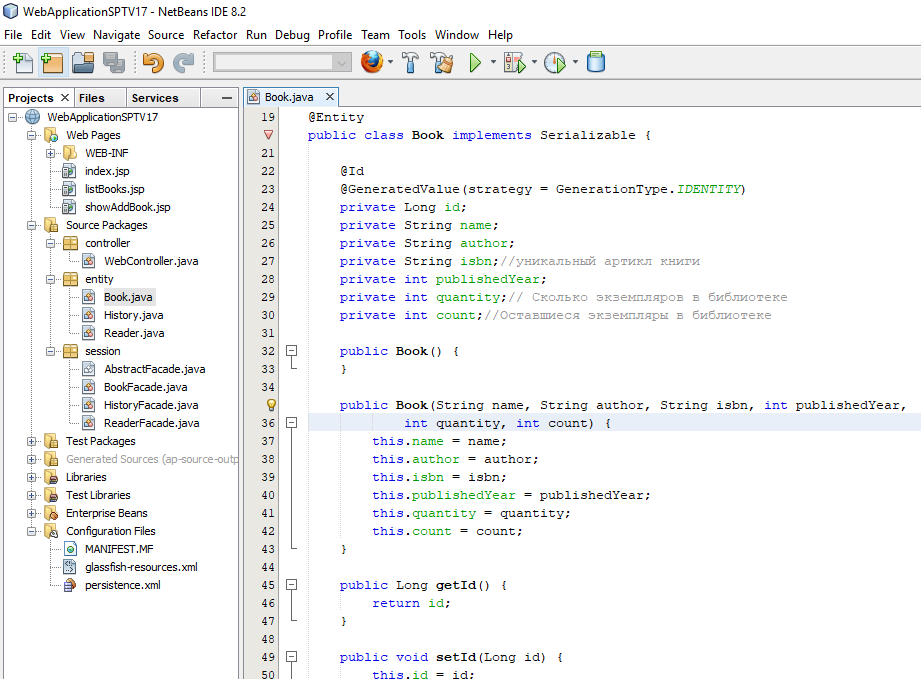 WebApplicationSPTV17 - NetBeans IDE 8.2
File Edit View Navigate Source Refactor Run Debug Profile Team Tools Window Help
Projects Files Services
WebApplicationSPTV17
Web Pages
WEB-INF
index.jsp
listBooks.jsp
showAddBook.jsp
Source Packages
controller
WebController.java
entity
Book.java
History.java
Reader.java
session
AbstractFacade.java
BookFacade.java
HistoryFacade.java
ReaderFacade.java
Test Packages
Generated Sources (ap-source-outp
Libraries
Test Libraries
Enterprise Beans
Configuration Files
MANIFEST.MF
glassfish-resources.xml
persistence.xml
Book.java
19 @Entity
public class Book implements Serializable {
21
22 @Id
23 @GeneratedValue(strategy = GenerationType.IDENTITY)
24 private Long id;
25 private String name;
26 private String author;
27 private String isbn;//уникальный артикл книги
28 private int publishedYear;
29 private int quantity;// Сколько экземпляров в библиотеке
30 private int count;//Оставшиеся экземпляры в библиотеке
31
32 public Book() {
33 }
34
public Book(String name, String author, String isbn, int publishedYear,
36 int quantity, int count) {
37 this.name = name;
38 this.author = author;
39 this.isbn = isbn;
40 this.publishedYear = publishedYear;
41 this.quantity = quantity;
42 this.count = count;
43 }
44
45 public Long getId() {
46 return id;
47 }
48
49 public void setId(Long id) {
50 this.id = id;